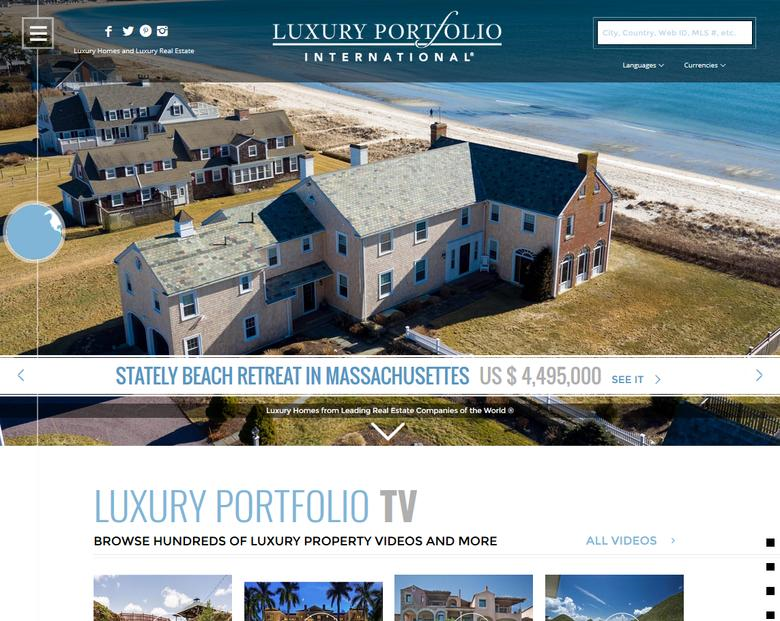 LUXURY PORTFOLIO
INTERNATIONAL®
Luxury Homes and Luxury Real Estate
City, Country, Web ID, MLS #, etc.
Languages
Currencies
STATELY BEACH RETREAT IN MASSACHUSETTES US $ 4,495,000 SEE IT
Luxury Homes from Leading Real Estate Companies of the World ®
LUXURY PORTFOLIO TV
BROWSE HUNDREDS OF LUXURY PROPERTY VIDEOS AND MORE
ALL VIDEOS